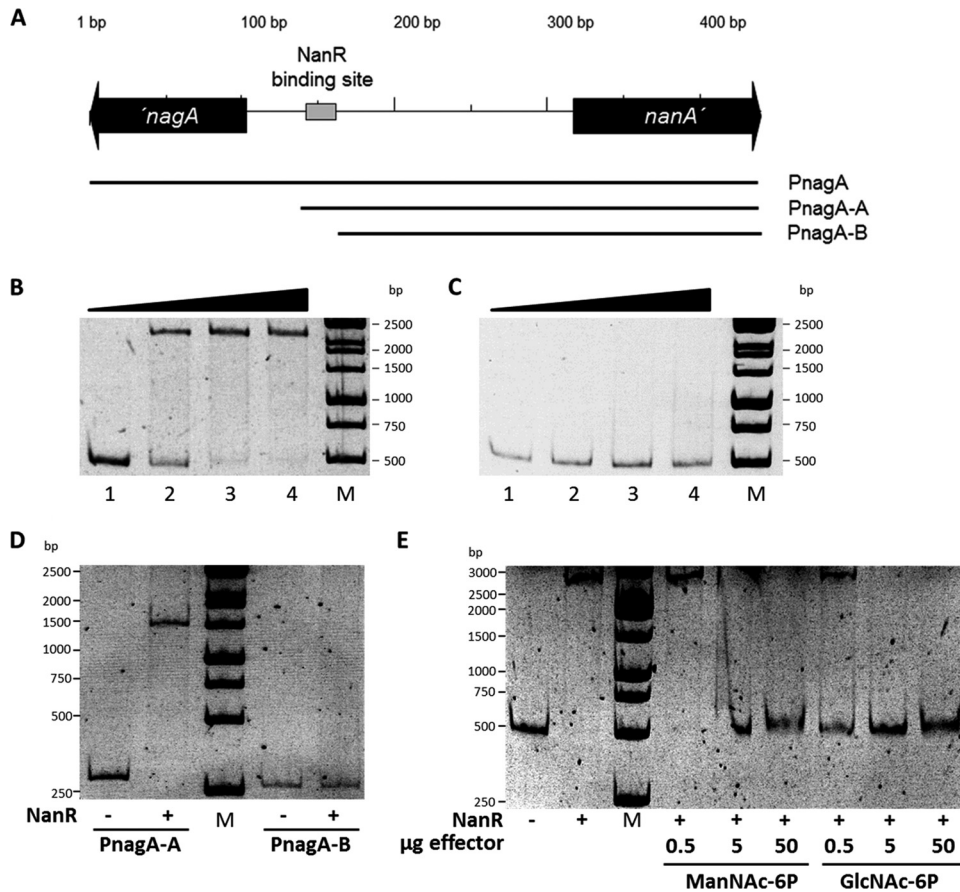 A
1 bp 100 bp 200 bp 300 bp 400 bp
NanR
binding site
´nagA nanA´
PnagA
PnagA-A
PnagA-B
B
bp
2500
2000
1500
1000
750
500
1 2 3 4 M
C
bp
2500
2000
1500
1000
750
500
1 2 3 4 M
D
bp
2500
2000
1500
1000
750
500
250
NanR - + M - +
PnagA-A PnagA-B
E
bp
3000
2500
2000
1500
1000
750
500
250
NanR - + M + + + + + +
µg effector 0.5 5 50 0.5 5 50
ManNAc-6P GlcNAc-6P